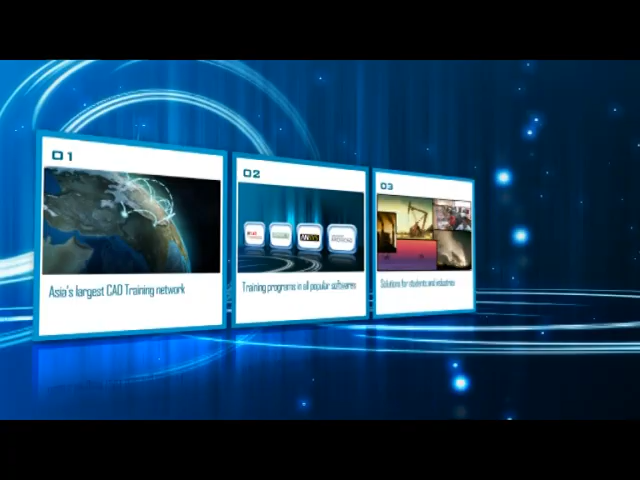 01
Asia's largest CAD Training network
02
ANSYS
Training programs in all popular softwares
03
Solutions for students and industries